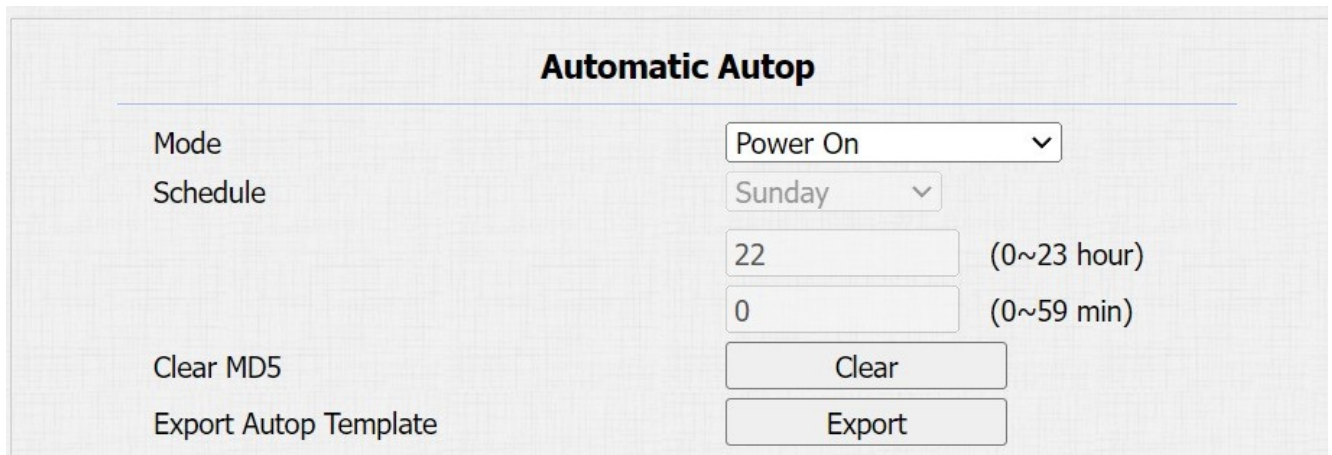 Automatic Autop
Mode Power On
Schedule Sunday
22 (0~23 hour)
0 (0~59 min)
Clear MD5 Clear
Export Autop Template Export